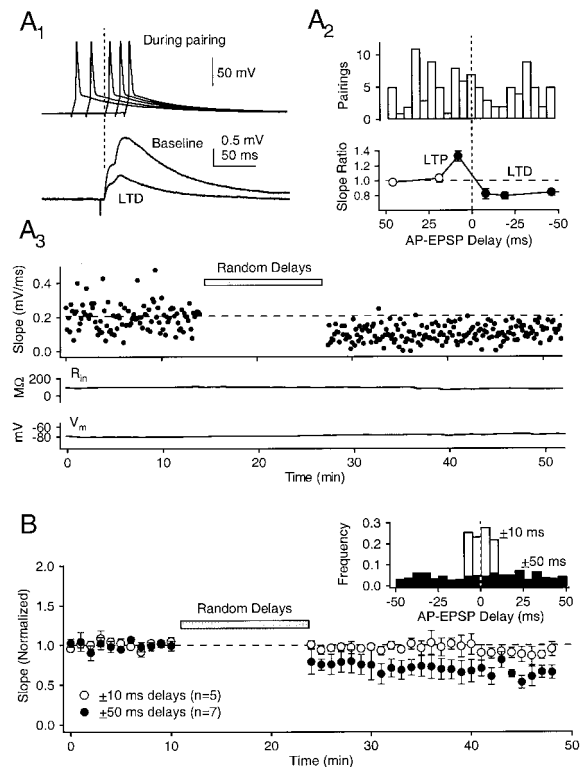 A1
During pairing
50 mV
Baseline
0.5 mV
50 ms
LTD
A2
Pairings
10
5
0
Slope Ratio
1.4
1.2
1.0
0.8
LTP
LTD
50 25 0 -25 -50
AP-EPSP Delay (ms)
A3
Random Delays
Slope (mV/ms)
0.4
0.2
0.0
MΩ
200
0
Rin
mV
-60
-80
Vm
0 10 20 30 40 50
Time (min)
B
Frequency
0.3
0.2
0.1
0.0
±10 ms
±50 ms
-50 -25 0 25 50
AP-EPSP Delay (ms)
Slope (Normalized)
2.0
1.5
1.0
0.5
0.0
Random Delays
±10 ms delays (n=5)
±50 ms delays (n=7)
0 10 20 30 40 50
Time (min)